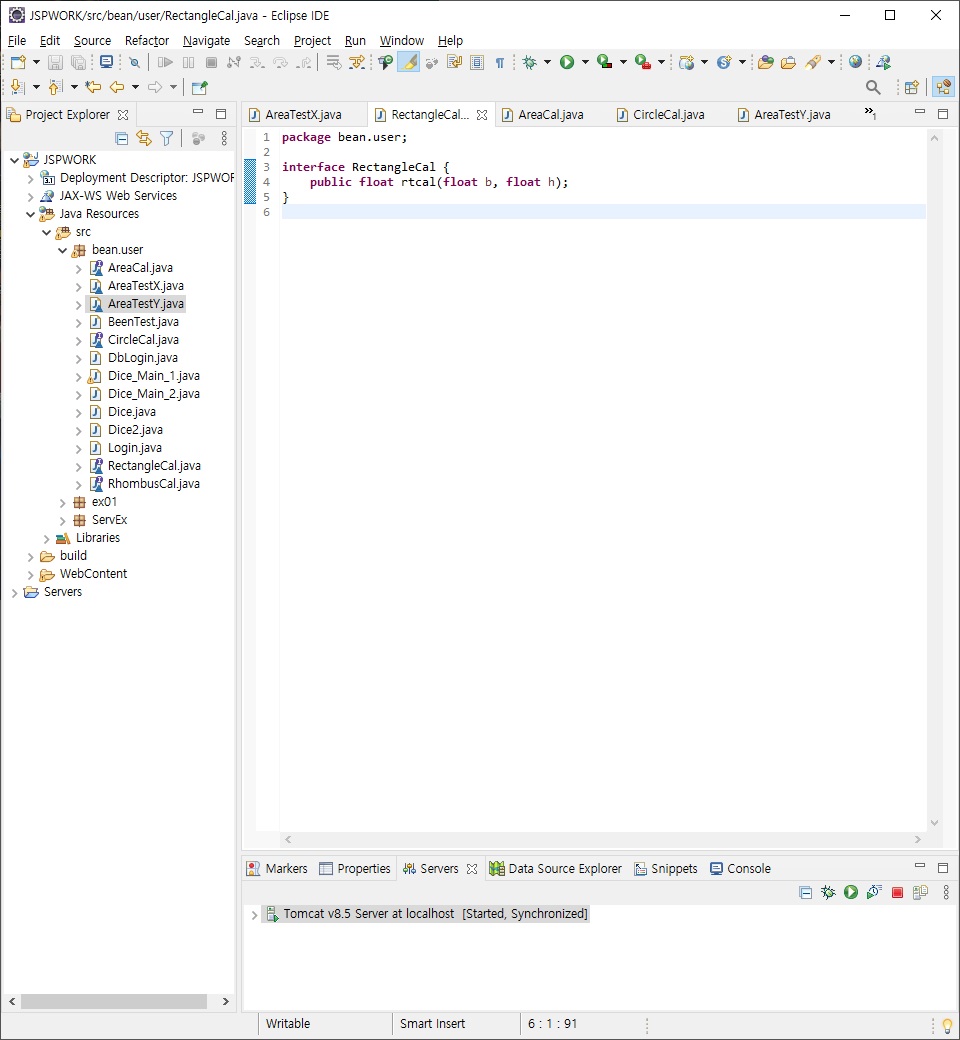 JSPWORK/src/bean/user/RectangleCal.java - Eclipse IDE
File Edit Source Refactor Navigate Search Project Run Window Help
Project Explorer
AreaTestX.java RectangleCal... AreaCal.java CircleCal.java AreaTestY.java »1
JSPWORK
Deployment Descriptor: JSPWOR
JAX-WS Web Services
Java Resources
src
bean.user
AreaCal.java
AreaTestX.java
AreaTestY.java
BeenTest.java
CircleCal.java
DbLogin.java
Dice_Main_1.java
Dice_Main_2.java
Dice.java
Dice2.java
Login.java
RectangleCal.java
RhombusCal.java
ex01
ServEx
Libraries
build
WebContent
Servers
1 package bean.user;
2
3 interface RectangleCal {
4 public float rtcal(float b, float h);
5 }
6
Markers Properties Servers Data Source Explorer Snippets Console
Tomcat v8.5 Server at localhost [Started, Synchronized]
Writable Smart Insert 6 : 1 : 91